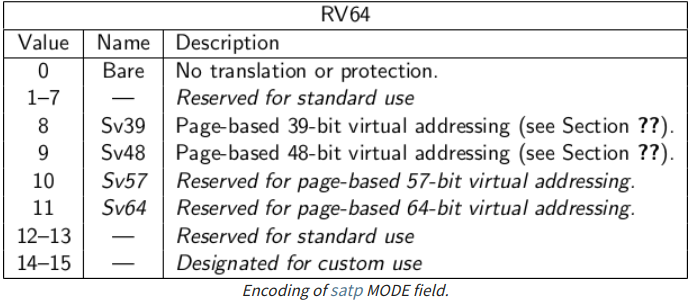 RV64
Value Name Description
0 Bare No translation or protection.
1–7 — Reserved for standard use
8 Sv39 Page-based 39-bit virtual addressing (see Section ??).
9 Sv48 Page-based 48-bit virtual addressing (see Section ??).
10 Sv57 Reserved for page-based 57-bit virtual addressing.
11 Sv64 Reserved for page-based 64-bit virtual addressing.
12–13 — Reserved for standard use
14–15 — Designated for custom use
Encoding of satp MODE field.